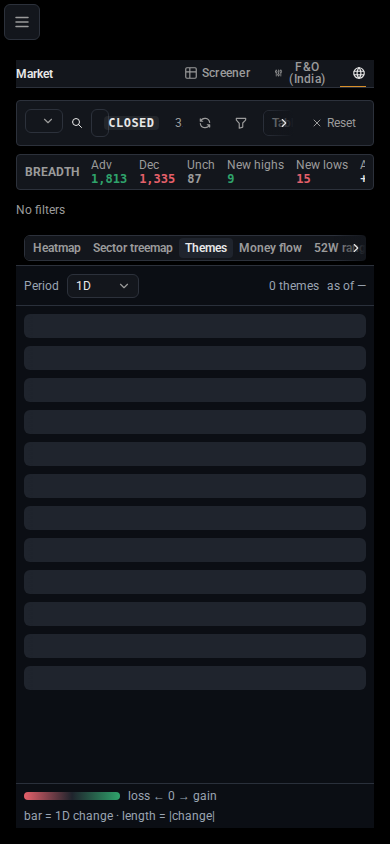 Market
Screener
F&O
(India)
CLOSED
3
Reset
BREADTH
Adv
Dec
Unch
New highs
New lows
1,813
1,335
87
9
15
No filters
Heatmap
Sector treemap
Themes
Money flow
52W
Period
1D
0 themes
as of —
loss ← 0 → gain
bar = 1D change · length = |change|